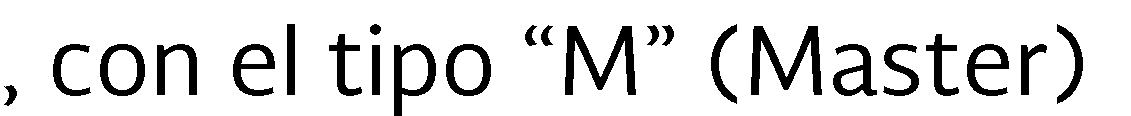 , con el tipo “M” (Master)